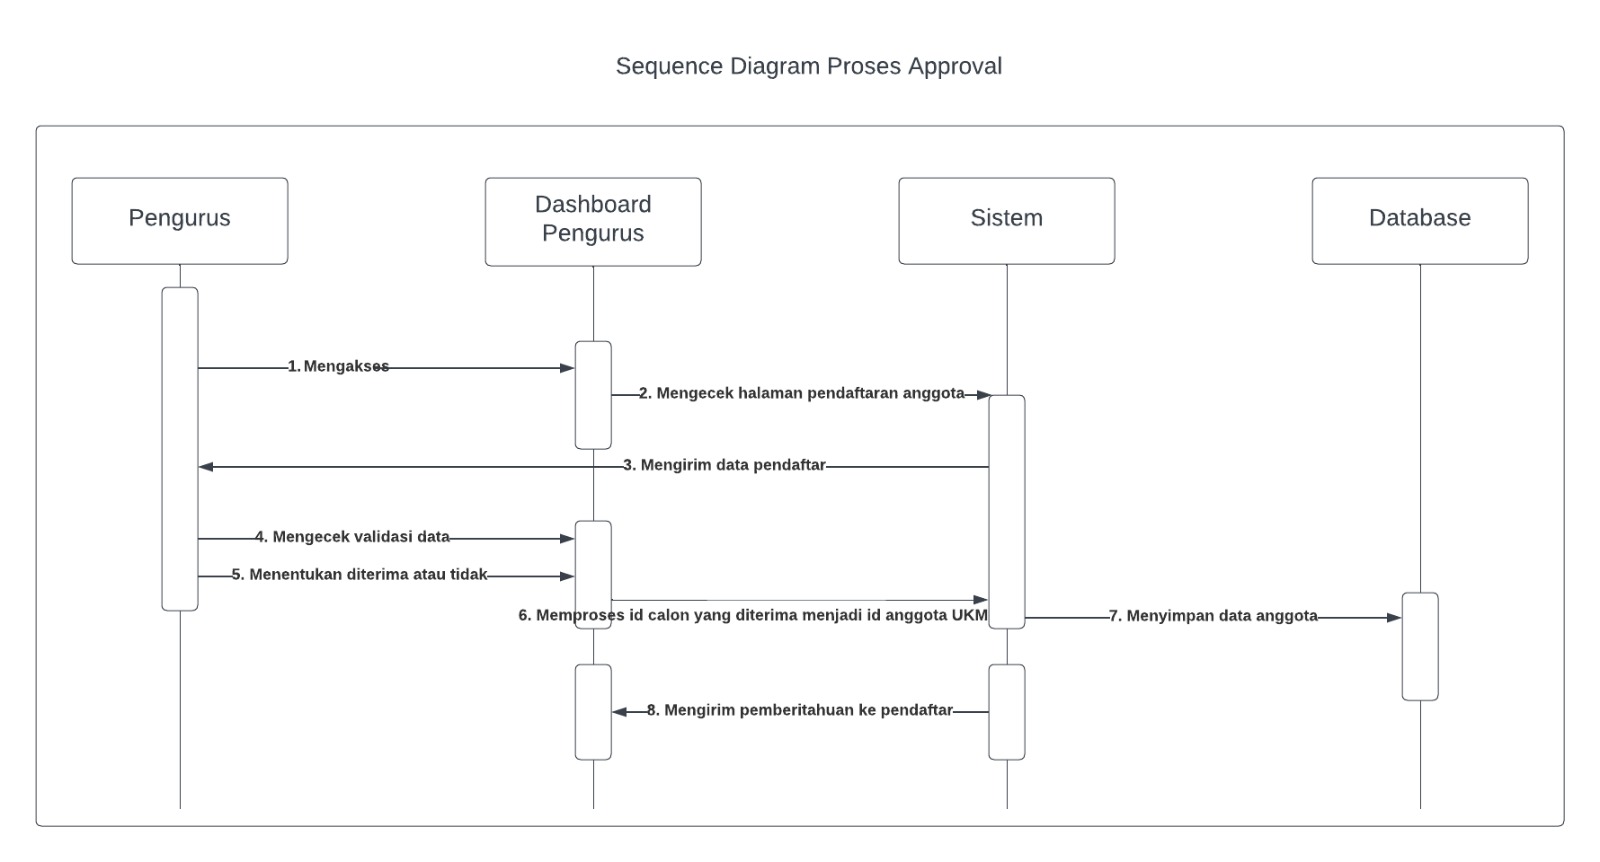 Sequence Diagram Proses Approval
Pengurus
Dashboard
Pengurus
Sistem
Database
1. Mengakses
2. Mengecek halaman pendaftaran anggota
3. Mengirim data pendaftar
4. Mengecek validasi data
5. Menentukan diterima atau tidak
6. Memproses id calon yang diterima menjadi id anggota UKM
7. Menyimpan data anggota
8. Mengirim pemberitahuan ke pendaftar